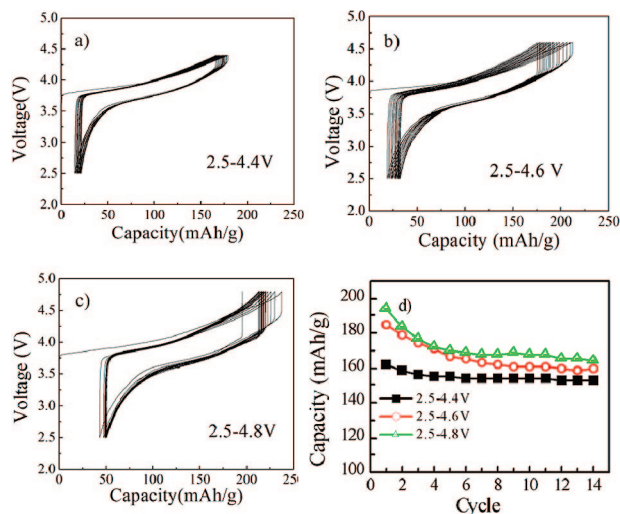 a)
5.0
4.5
4.0
3.5
3.0
2.5
2.0
Voltage(V)
2.5-4.4V
0 50 100 150 200 250
Capacity(mAh/g)
b)
5.0
4.5
4.0
3.5
3.0
2.5
2.0
Voltage (V)
2.5-4.6 V
0 50 100 150 200 250
Capacity (mAh/g)
c)
5.0
4.5
4.0
3.5
3.0
2.5
2.0
Voltage (V)
2.5-4.8V
0 50 100 150 200 250
Capacity(mAh/g)
d)
200
180
160
140
120
100
Capacity (mAh/g)
2.5-4.4V
2.5-4.6V
2.5-4.8V
0 2 4 6 8 10 12 14
Cycle